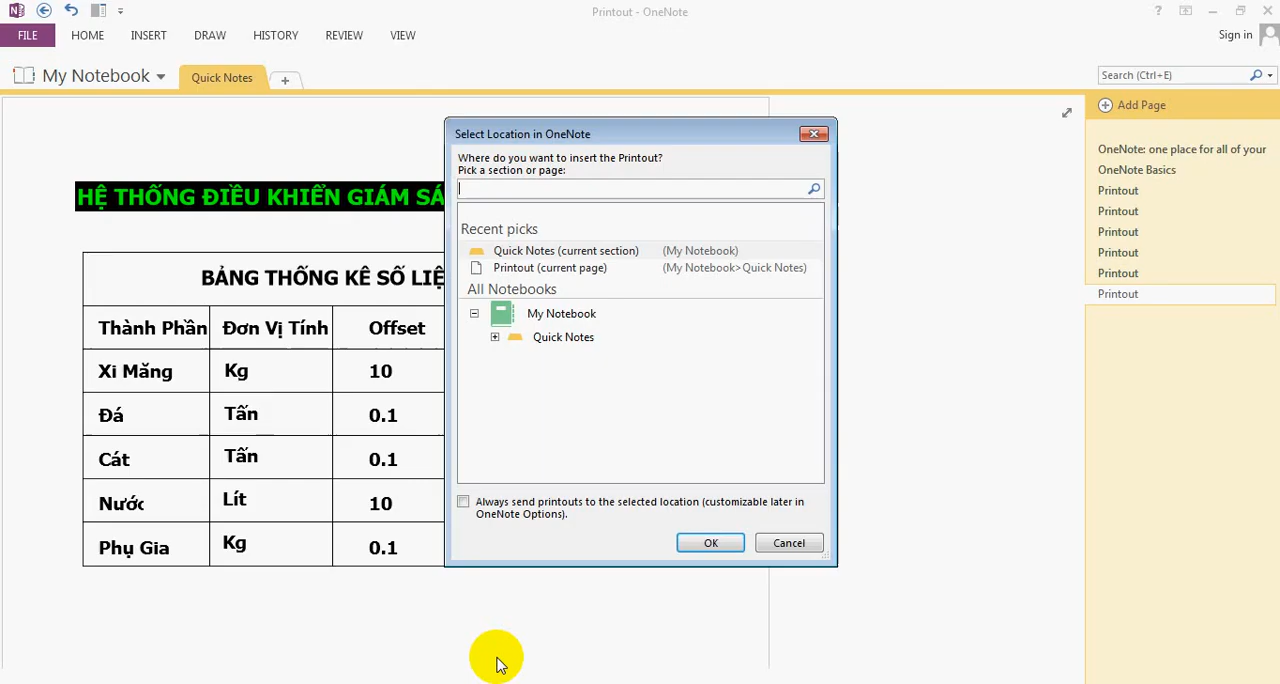 Printout - OneNote
FILE HOME INSERT DRAW HISTORY REVIEW VIEW
Sign in
My Notebook
Quick Notes
Search (Ctrl+E)
Add Page
OneNote: one place for all of your
OneNote Basics
Printout
Printout
Printout
Printout
Printout
Printout
HỆ THỐNG ĐIỀU KHIỂN GIÁM SÁ
BẢNG THỐNG KÊ SỐ LIỆ
Thành Phần Đơn Vị Tính Offset
Xi Măng Kg 10
Đá Tấn 0.1
Cát Tấn 0.1
Nước Lít 10
Phụ Gia Kg 0.1
Select Location in OneNote
Where do you want to insert the Printout?
Pick a section or page:
Recent picks
Quick Notes (current section) (My Notebook)
Printout (current page) (My Notebook>Quick Notes)
All Notebooks
My Notebook
Quick Notes
Always send printouts to the selected location (customizable later in
OneNote Options).
OK Cancel